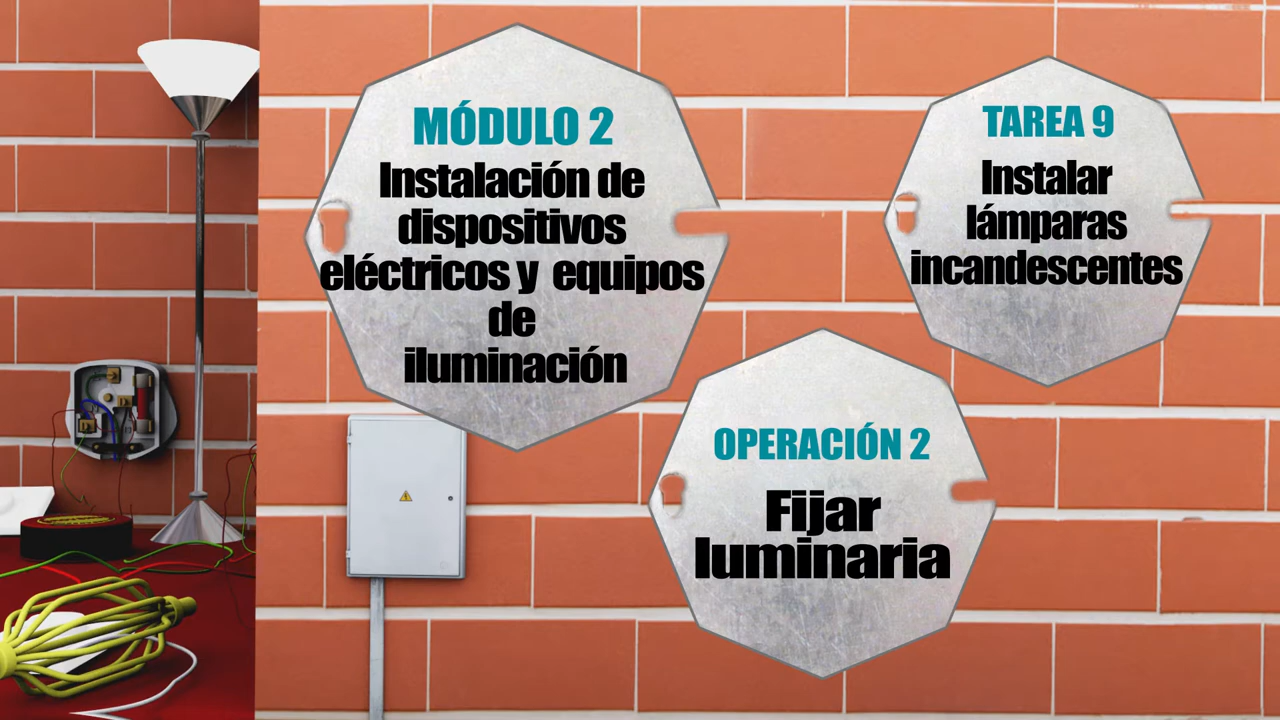 MÓDULO 2
Instalación de
dispositivos
eléctricos y equipos
de
iluminación
TAREA 9
Instalar
lámparas
incandescentes
OPERACIÓN 2
Fijar
luminaria